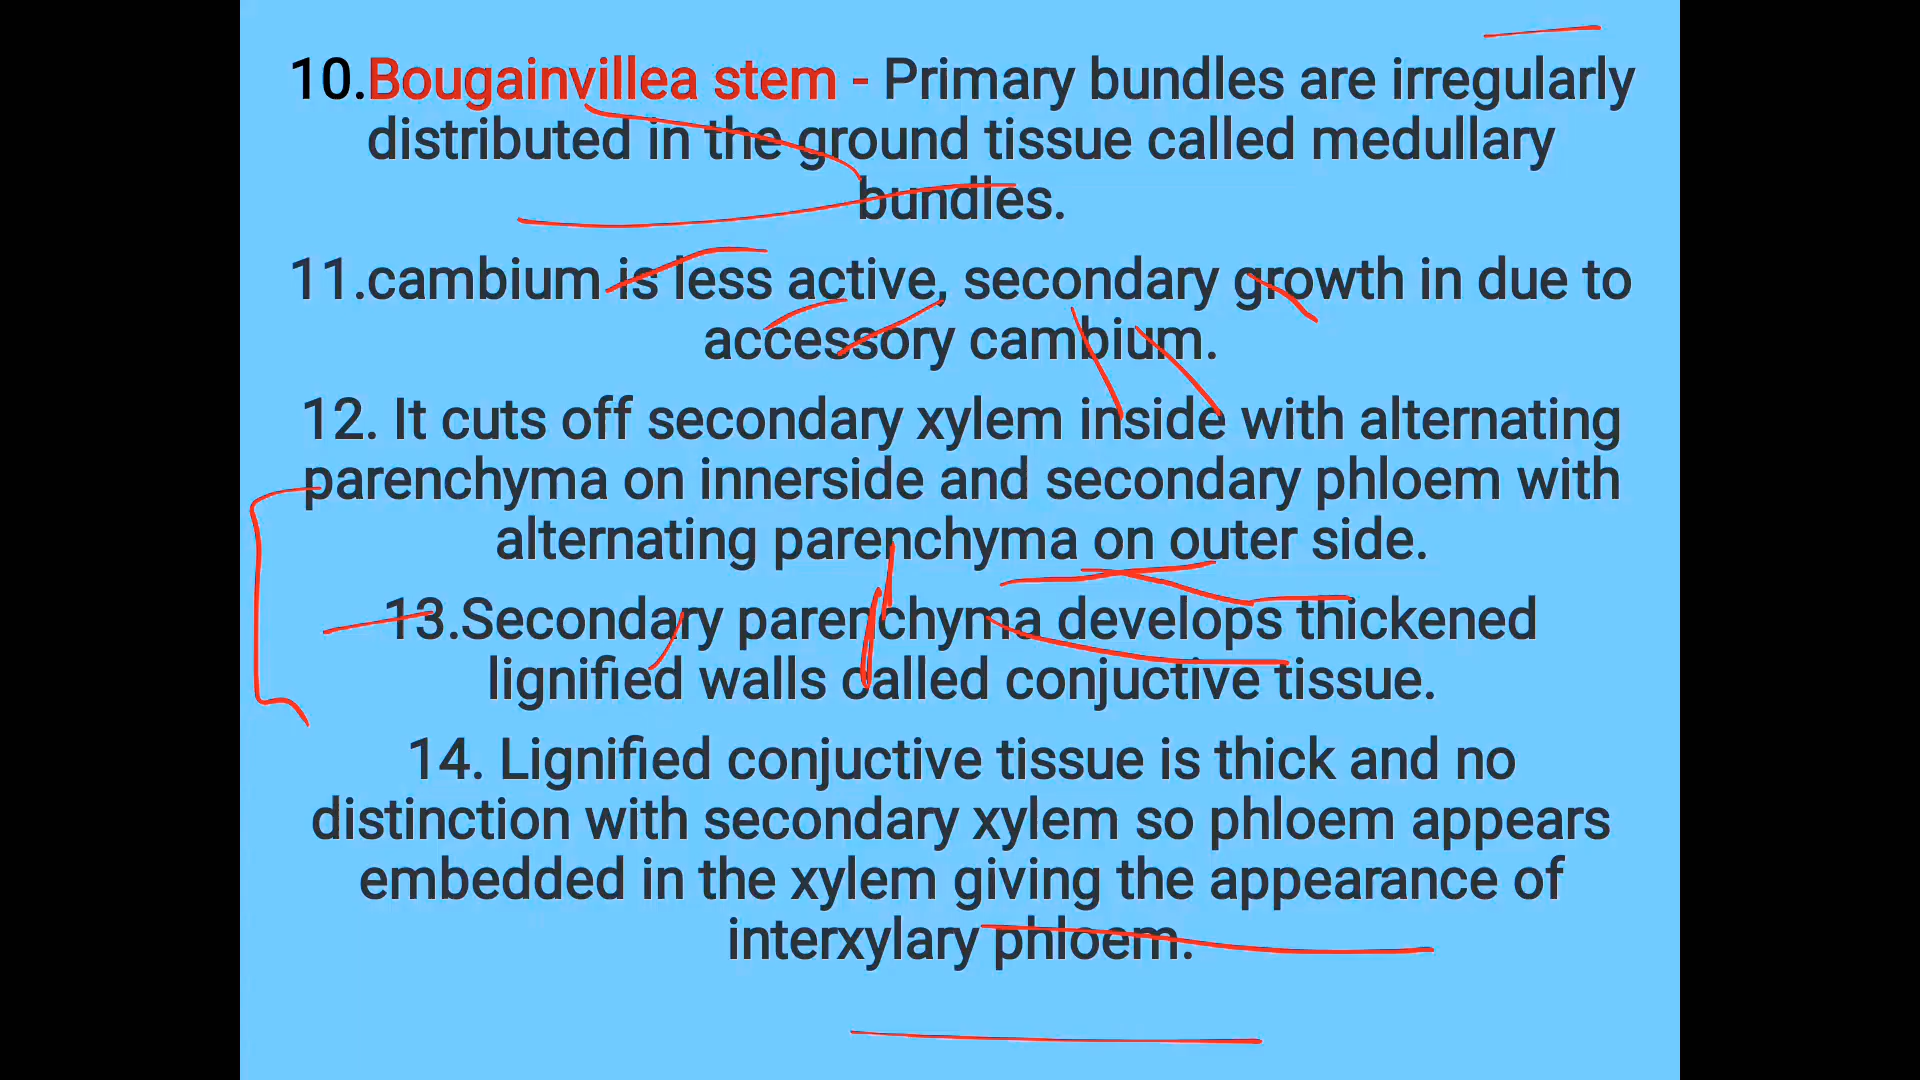 10.Bougainvillea stem - Primary bundles are irregularly
distributed in the ground tissue called medullary
bundles.
11.cambium is less active, secondary growth in due to
accessory cambium.
12. It cuts off secondary xylem inside with alternating
parenchyma on innerside and secondary phloem with
alternating parenchyma on outer side.
13.Secondary parenchyma develops thickened
lignified walls called conjuctive tissue.
14. Lignified conjuctive tissue is thick and no
distinction with secondary xylem so phloem appears
embedded in the xylem giving the appearance of
interxylary phloem.